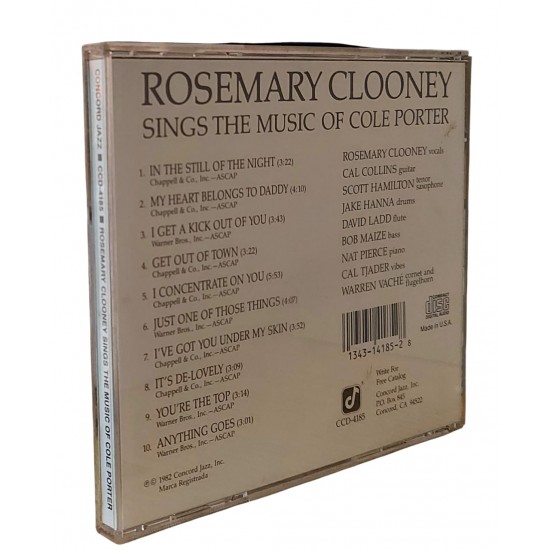 CONCORD JAZZ ■ CCD-4185 ■ ROSEMARY CLOONEY SINGS THE MUSIC OF COLE PORTER
ROSEMARY CLOONEY
SINGS THE MUSIC OF COLE PORTER
1. IN THE STILL OF THE NIGHT (3:22)
Chappell & Co., Inc.—ASCAP
2. MY HEART BELONGS TO DADDY (4:10)
Chappell & Co., Inc.—ASCAP
3. I GET A KICK OUT OF YOU (3:43)
Warner Bros., Inc.—ASCAP
4. GET OUT OF TOWN (3:22)
Chappell & Co., Inc.—ASCAP
5. I CONCENTRATE ON YOU (5:53)
Chappell & Co., Inc.—ASCAP
6. JUST ONE OF THOSE THINGS (4:07)
Warner Bros., Inc.—ASCAP
7. I'VE GOT YOU UNDER MY SKIN (3:52)
Chappell & Co., Inc.—ASCAP
8. IT'S DE-LOVELY (3:09)
Chappell & Co., Inc.—ASCAP
9. YOU'RE THE TOP (3:14)
Warner Bros., Inc.—ASCAP
10. ANYTHING GOES (3:01)
Warner Bros., Inc.—ASCAP
℗ © 1982 Concord Jazz, Inc.
Marca Registrada
ROSEMARY CLOONEY vocals
CAL COLLINS guitar
SCOTT HAMILTON tenor saxophone
JAKE HANNA drums
DAVID LADD flute
BOB MAIZE bass
NAT PIERCE piano
CAL TJADER vibes
WARREN VACHÉ cornet and flugelhorn
1343-14185-2 8
COMPACT
disc
DIGITAL AUDIO
Made in U.S.A.
CCD-4185
Write For
Free Catalog
Concord Jazz, Inc.
P.O. Box 845
Concord, CA 94522